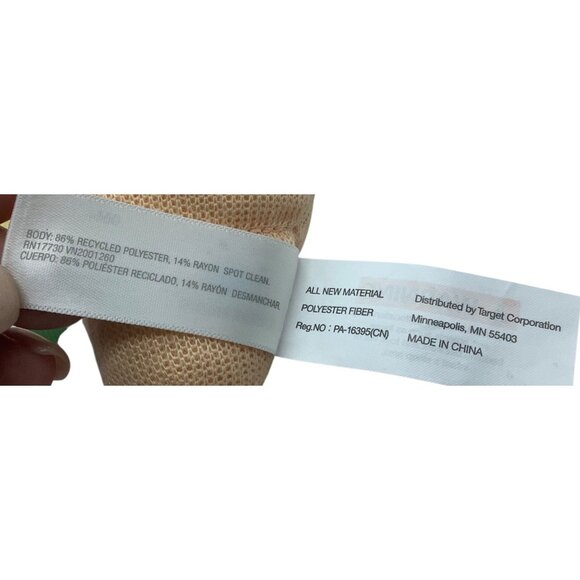 BODY: 86% RECYCLED POLYESTER, 14% RAYON SPOT CLEAN.
RN17730 VN2001260
CUERPO: 86% POLIÉSTER RECICLADO, 14% RAYÓN DESMANCHAR.
ALL NEW MATERIAL
POLYESTER FIBER
Reg.NO : PA-16395(CN)
Distributed by Target Corporation
Minneapolis, MN 55403
MADE IN CHINA